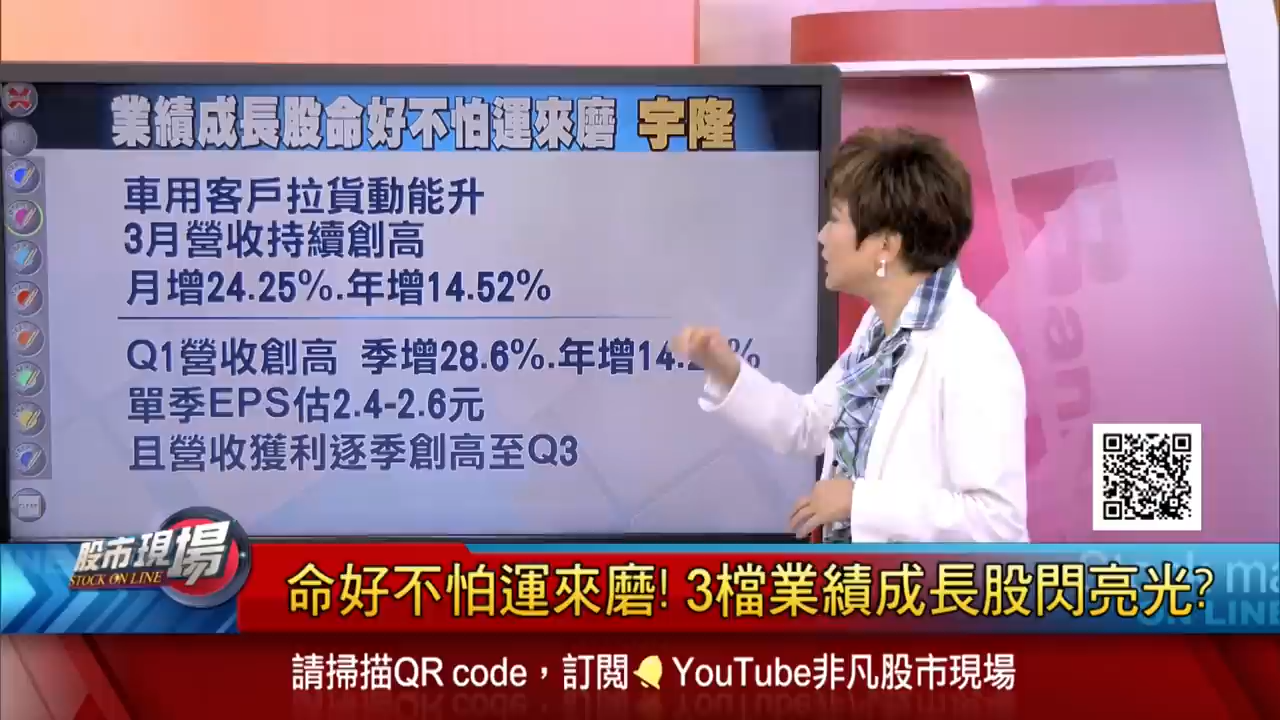 業績成長股命好不怕運來磨 宇隆
車用客戶拉貨動能升
3月營收持續創高
月增24.25%.年增14.52%
Q1營收創高 季增28.6%.年增14.
單季EPS估2.4-2.6元
且營收獲利逐季創高至Q3
股市現場
STOCK ON LINE
命好不怕運來磨! 3檔業績成長股閃亮光?
請掃描QR code,訂閱🔔YouTube非凡股市現場